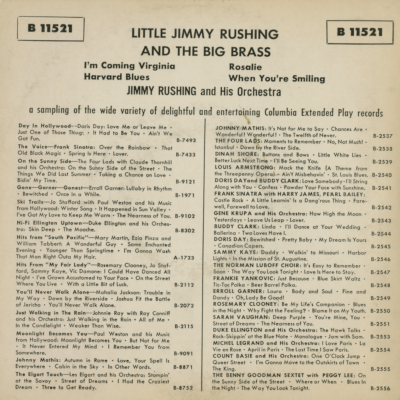 B 11521
LITTLE JIMMY RUSHING
AND THE BIG BRASS
B 11521
I'm Coming Virginia
Rosalie
Harvard Blues
When You're Smiling
JIMMY RUSHING and His Orchestra
a sampling of the wide variety of delightful and entertaining Columbia Extended Play records
Day In Hollywood—Doris Day: Love Me or Leave Me •
Just One of Those Things • It Had to Be You • Ain't We
Got Fun. B-7493
The Voice—Frank Sinatra: Over the Rainbow • That
Old Black Magic • Spring Is Here • Lover. B-7433
On the Sunny Side—The Four Lads with Claude Thornhill
and his Orchestra: On the Sunny Side of the Street • The
Things We Did Last Summer • Taking a Chance on Love •
Bidin' My Time. B-9121
Gone—Garner—Gonest—Erroll Garner: Lullaby in Rhythm
• Bewitched • Once in a While. B-1971
Ski Trails—Jo Stafford with Paul Weston and his Music
From Hollywood: Winter Song • It Happened in Sun Valley •
I've Got My Love to Keep Me Warm • The Nearness of You. B-9102
Hi-Fi Ellington Uptown—Duke Ellington and his Orchestra:
Skin Deep • The Mooche. B-8302
Hits from "South Pacific"—Mary Martin, Ezio Pinza and
William Tabbert: A Wonderful Guy • Some Enchanted
Evening • Younger Than Springtime • I'm Gonna Wash
That Man Right Outa My Hair. A-1733
Hits From "My Fair Lady"—Rosemary Clooney, Jo Stafford,
Sammy Kaye, Vic Damone: I Could Have Danced All
Night • I've Grown Accustomed to Her Face • On the Street
Where You Live • With a Little Bit of Luck. B-2112
You'll Never Walk Alone—Mahalia Jackson: Trouble in
My Way • Down by the Riverside • Joshua Fit the Battle
of Jericho • You'll Never Walk Alone. B-2073
Just Walking in the Rain—Johnnie Ray with Ray Conniff
and his Orchestra: Just Walking in the Rain • All of Me •
In the Candlelight • Weaker Than Wise. B-2115
Moonlight Becomes You—Paul Weston and his Music
from Hollywood: Moonlight Becomes You • But Not for Me
• It Never Entered My Mind • I Remember You from
Somewhere. B-9091
Johnny Mathis: Autumn in Rome • Love, Your Spell Is
Everywhere • Cabin in the Sky • In Other Words. B-8871
The Elgart Touch—Les Elgart and his Orchestra: Stompin'
at the Savoy • Street of Dreams • I Had the Craziest
Dream • Three to Get Ready. B-8752
JOHNNY MATHIS: It's Not for Me to Say • Chances Are •
Wonderful! Wonderful! • The Twelfth of Never. B-2537
THE FOUR LADS: Moments to Remember • No, Not Much! •
Istanbul • Down by the River Side. B-2536
DINAH SHORE: Buttons and Bows • Little White Lies •
Better Luck Next Time • I'll Be Seeing You. B-2539
LOUIS ARMSTRONG: Mack the Knife (A Theme from
the Threepenny Opera) • Ain't Misbehavin' • St. Louis Blues. B-2540
DORIS DAY and BUDDY CLARK: Love Somebody • I'll String
Along with You • Confess • Powder Your Face with Sunshine. B-2541
FRANK SINATRA with HARRY JAMES, PEARL BAILEY:
Castle Rock • A Little Learnin' Is a Dang'rous Thing • Farewell,
Farewell to Love. B-2542
GENE KRUPA and His Orchestra: How High the Moon •
Yesterdays • Leave Us Leap • Lover. B-2543
BUDDY CLARK: Linda • I'll Dance at Your Wedding •
Ballerina • Two Loves Have I. B-2544
DORIS DAY: Bewitched • Pretty Baby • My Dream Is Yours
• Canadian Capers. B-2545
SAMMY KAYE: Daddy • Walkin' to Missouri • Harbor
Lights • In the Mission of St. Augustine. B-2546
THE NORMAN LUBOFF CHOIR: It's Easy to Remember •
Soon • The Way You Look Tonight • Love Is Here to Stay. B-2547
FRANKIE YANKOVIC: Just Because • Blue Skirt Waltz •
Tic-Toc Polka • Beer Barrel Polka. B-2548
ERROLL GARNER: Laura • Body and Soul • Fine and
Dandy • Oh, Lady Be Good! B-2549
ROSEMARY CLOONEY: Be My Life's Companion • Blues
in the Night • Why Fight the Feeling? • Blame It on My Youth. B-2550
SARAH VAUGHAN: Deep Purple • You're Mine, You •
Street of Dreams • The Nearness of You. B-2551
DUKE ELLINGTON and His Orchestra: The Hawk Talks •
Rock-Skippin' at the Blue Note • Monologue • Jam with Sam. B-2553
MICHEL LEGRAND and His Orchestra: I Love Paris • La
Vie en Rose • April in Paris • The Last Time I Saw Paris. B-2554
COUNT BASIE and His Orchestra: One O'Clock Jump •
Queer Street • I'm Gonna Move to the Outskirts of Town
• The King. B-2555
THE BENNY GOODMAN SEXTET with PEGGY LEE: On
the Sunny Side of the Street • Where or When • Blues In
the Night • The Way You Look Tonight. B-2556